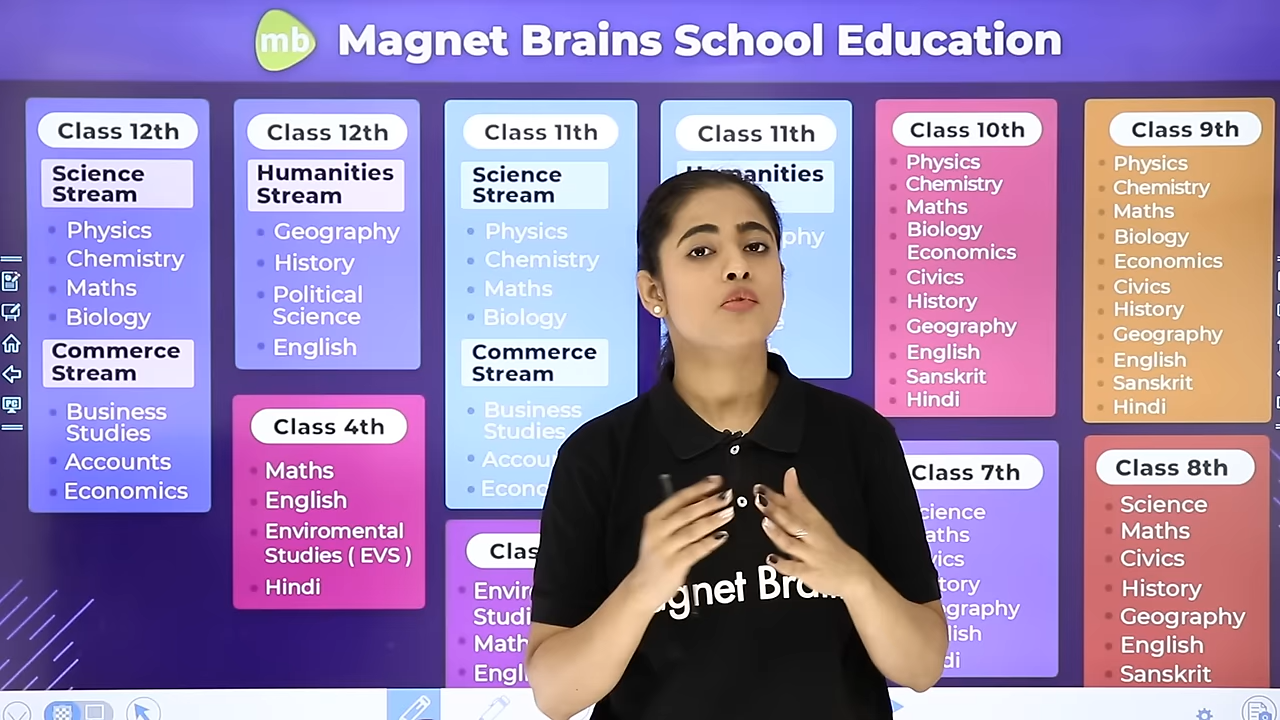 mb Magnet Brains School Education
Class 12th
Science
Stream
Physics
Chemistry
Maths
Biology
Commerce
Stream
Business
Studies
Accounts
Economics
Class 12th
Humanities
Stream
Geography
History
Political
Science
English
Class 4th
Maths
English
Enviromental
Studies ( EVS )
Hindi
Class 11th
Science
Stream
Physics
Chemistry
Maths
Biology
Commerce
Stream
Business
Studies
Class 11th
Humanities
Class 10th
Physics
Chemistry
Maths
Biology
Economics
Civics
History
Geography
English
Sanskrit
Hindi
Class 7th
Class 9th
Physics
Chemistry
Maths
Biology
Economics
Civics
History
Geography
English
Sanskrit
Hindi
Class 8th
Science
Maths
Civics
History
Geography
English
Sanskrit